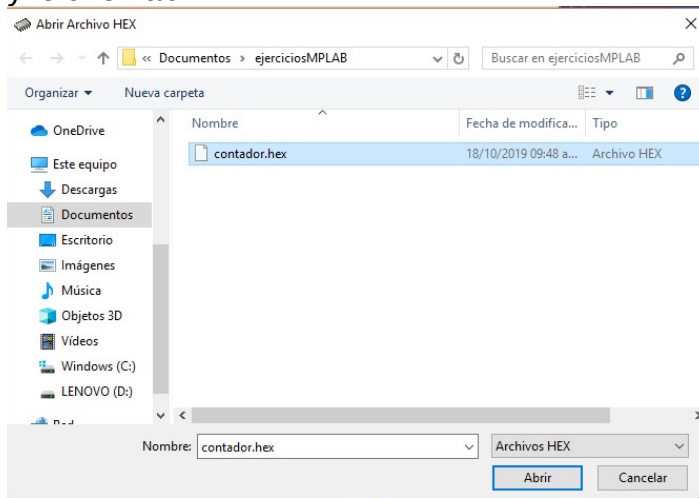 Abrir Archivo HEX
« Documentos > ejerciciosMPLAB
Buscar en ejerciciosMPLAB
Organizar
Nueva carpeta
Nombre
Fecha de modifica...
Tipo
OneDrive
Este equipo
Descargas
Documentos
Escritorio
Imágenes
Música
Objetos 3D
Vídeos
Windows (C:)
LENOVO (D:)
contador.hex
18/10/2019 09:48 a...
Archivo HEX
Nombre:
contador.hex
Archivos HEX
Abrir
Cancelar